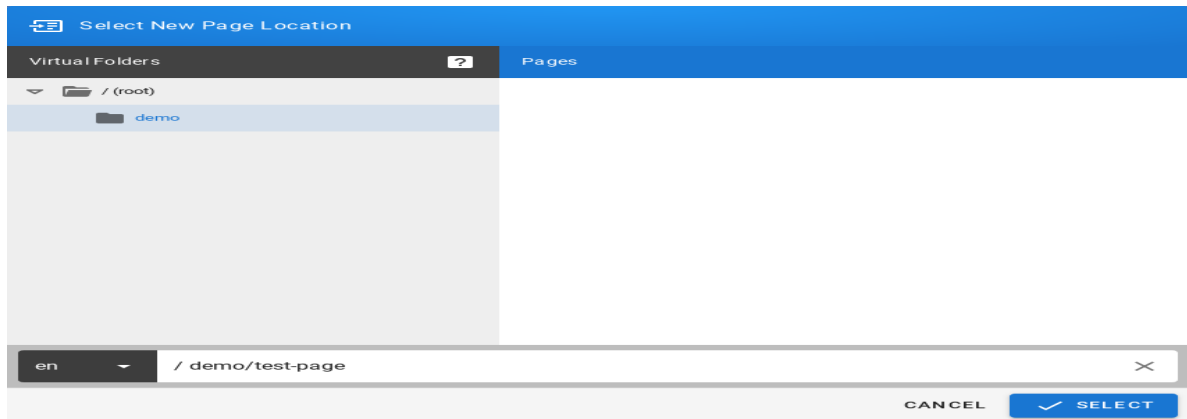 Select New Page Location
Virtual Folders
?
Pages
/ (root)
demo
en
/ demo/test-page
CANCEL
SELECT